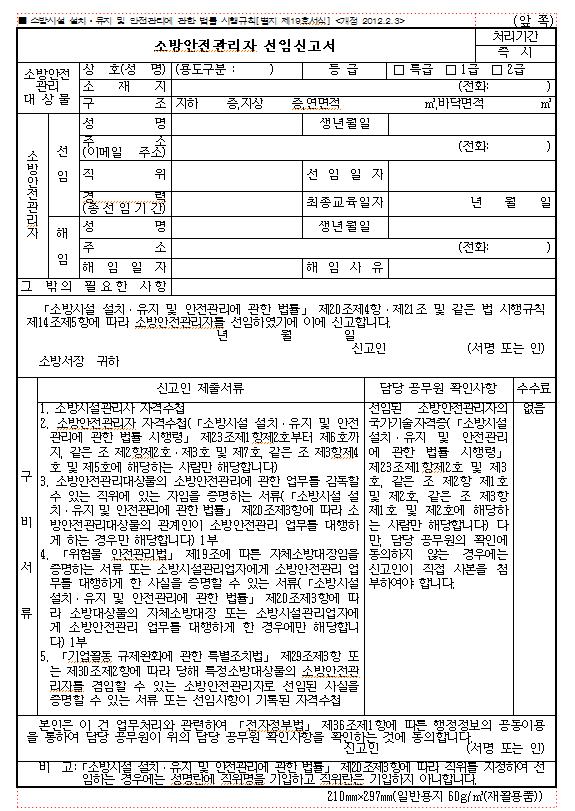 ■ 소방시설 설치ㆍ유지 및 안전관리에 관한 법률 시행규칙[별지 제19호서식] <개정 2012.2.3> (앞 쪽)
소방안전관리자 선임신고서
처리기간
즉 시
소방안전
관리
대 상 물
상 호(성 명) (용도구분 : ) 등 급 □ 특급 □ 1급 □ 2급
소 재 지 (전화: )
구 조 지하 층,지상 층,연면적 ㎡,바닥면적 ㎡
소방안전관리자
선 임
성 명 생년월일
주 소
(이메일 주소) (전화: )
직 위 선 임 일 자
경 력
(총 선 임 기 간) 최종교육일자 년 월 일
해 임
성 명 생년월일
주 소 (전화: )
해 임 일 자 해 임 사 유
그 밖의 필요한 사항
「소방시설 설치ㆍ유지 및 안전관리에 관한 법률」 제20조제4항ㆍ제21조 및 같은 법 시행규칙
제14조제5항에 따라 소방안전관리자를 선임하였기에 이에 신고합니다.
년 월 일
신고인 (서명 또는 인)
소방서장 귀하
구 비 서 류
신고인 제출서류
1. 소방시설관리사 자격수첩
2. 소방안전관리자 자격수첩(「소방시설 설치ㆍ유지 및 안전
관리에 관한 법률 시행령」 제23조제1항제2호부터 제6호까
지, 같은 조 제2항제2호ㆍ제3호 및 제7호, 같은 조 제3항제4
호 및 제5호에 해당하는 사람만 해당합니다)
3. 소방안전관리대상물의 소방안전관리에 관한 업무를 감독할
수 있는 직위에 있는 자임을 증명하는 서류(「소방시설 설
치ㆍ유지 및 안전관리에 관한 법률」 제20조제3항에 따라 소
방안전관리대상물의 관계인이 소방안전관리 업무를 대행하
게 하는 경우만 해당합니다) 1부
4. 「위험물 안전관리법」 제19조에 따른 자체소방대장임을
증명하는 서류 또는 소방시설관리업자에게 소방안전관리 업
무를 대행하게 한 사실을 증명할 수 있는 서류(「소방시설
설치ㆍ유지 및 안전관리에 관한 법률」 제20조제3항에 따
라 소방대상물의 자체소방대장 또는 소방시설관리업자에
게 소방안전관리 업무를 대행하게 한 경우에만 해당합니
다) 1부
5. 「기업활동 규제완화에 관한 특별조치법」 제29조제3항 또
는 제30조제2항에 따라 당해 특정소방대상물의 소방안전관
리자를 겸임할 수 있는 소방안전관리자로 선임된 사실을
증명할 수 있는 서류 또는 선임사항이 기록된 자격수첩
담당 공무원 확인사항
선임된 소방안전관리자의
국가기술자격증(「소방시설
설치ㆍ유지 및 안전관리
에 관한 법률 시행령」
제23조제1항제2호 및 제3
호, 같은 조 제2항 제1호
및 제2호, 같은 조 제3항
제1호 및 제2호에 해당하
는 사람만 해당합니다) 다
만, 담당 공무원의 확인에
동의하지 않는 경우에는
신고인이 직접 사본을 첨
부하여야 합니다.
수수료
없음
본인은 이 건 업무처리와 관련하여 「전자정부법」 제36조제1항에 따른 행정정보의 공동이용
을 통하여 담당 공무원이 위의 담당 공무원 확인사항을 확인하는 것에 동의합니다.
신고인 (서명 또는 인)
비 고:「소방시설 설치ㆍ유지 및 안전관리에 관한 법률」 제20조제3항에 따라 직위를 지정하여 선
임하는 경우에는 성명란에 직위명을 기입하고 직위란은 기입하지 아니합니다.
210㎜×297㎜(일반용지 60g/㎡(재활용품))